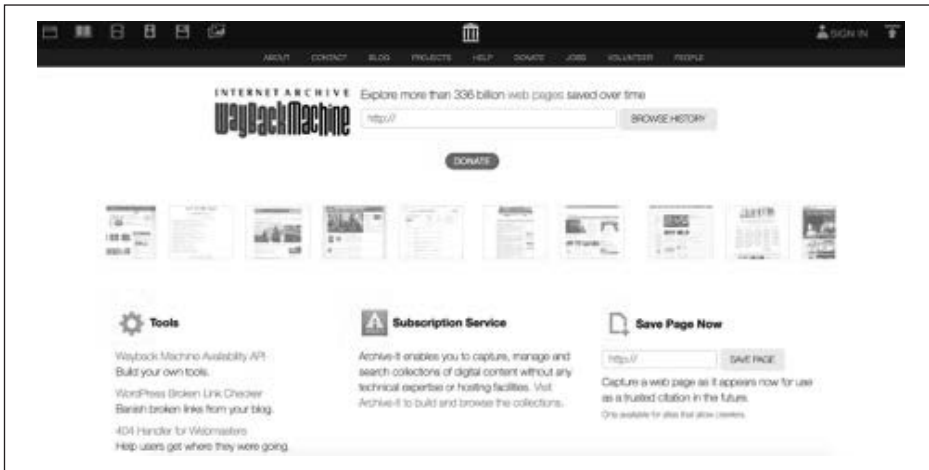 SIGN IN
ABOUT CONTACT BLOG PROJECTS HELP DONATE JOBS VOLUNTEER PEOPLE
INTERNET ARCHIVE
WayBackMachine
Explore more than 336 billion web pages saved over time
http://
BROWSE HISTORY
DONATE
Tools
Wayback Machine Availability API
Build your own tools.
WordPress Broken Link Checker
Banish broken links from your blog.
404 Handler for Webmasters
Help users get where they were going.
Subscription Service
Archive-It enables you to capture, manage and
search collections of digital content without any
technical expertise or hosting facilities. Visit
Archive-It to build and browse the collections.
Save Page Now
http://
SAVE PAGE
Capture a web page as it appears now for use
as a trusted citation in the future.
Only available for sites that allow crawlers.